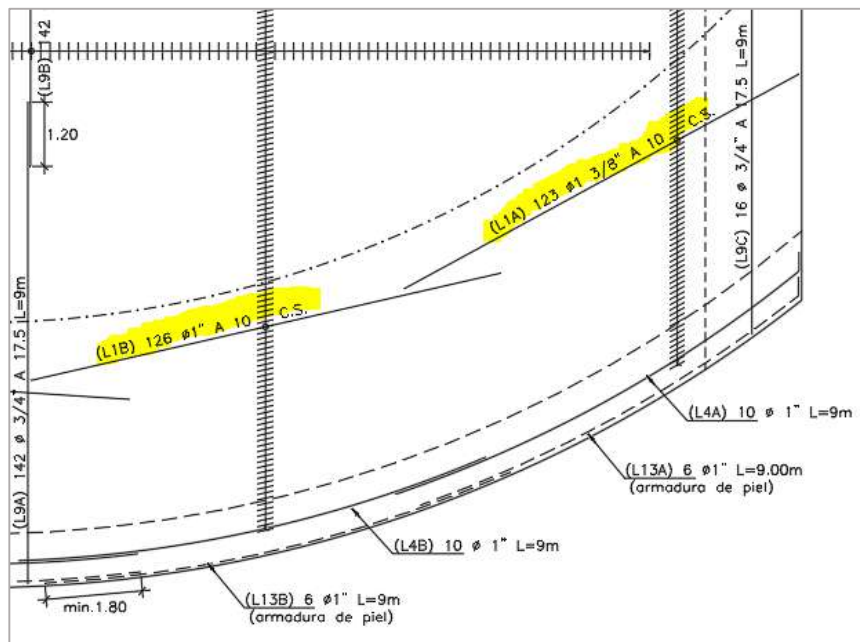 (L9B) 142
1.20
(L1A) 123 ø1 3/8" A 10 C.S.
(L9C) 16 ø 3/4" A 17.5 L=9m
(L1B) 126 ø1" A 10 C.S.
(L9A) 142 ø 3/4" A 17.5 L=9m
(L4A) 10 ø 1" L=9m
(L13A) 6 ø1" L=9.00m
(armadura de piel)
(L4B) 10 ø 1" L=9m
(L13B) 6 ø1" L=9m
(armadura de piel)
min.1.80